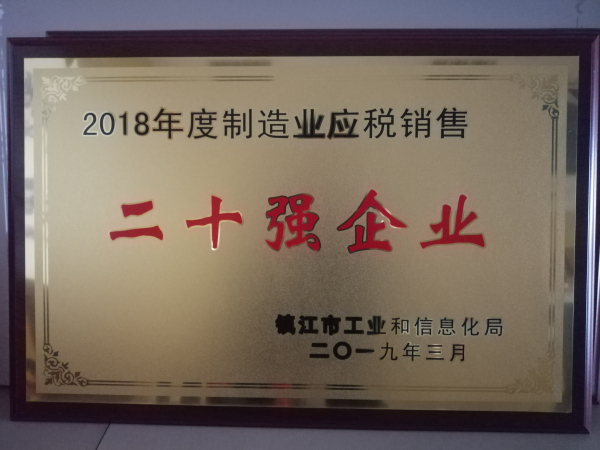 2018年度制造业应税销售
二十强企业
镇江市工业和信息化局
二〇一九年三月